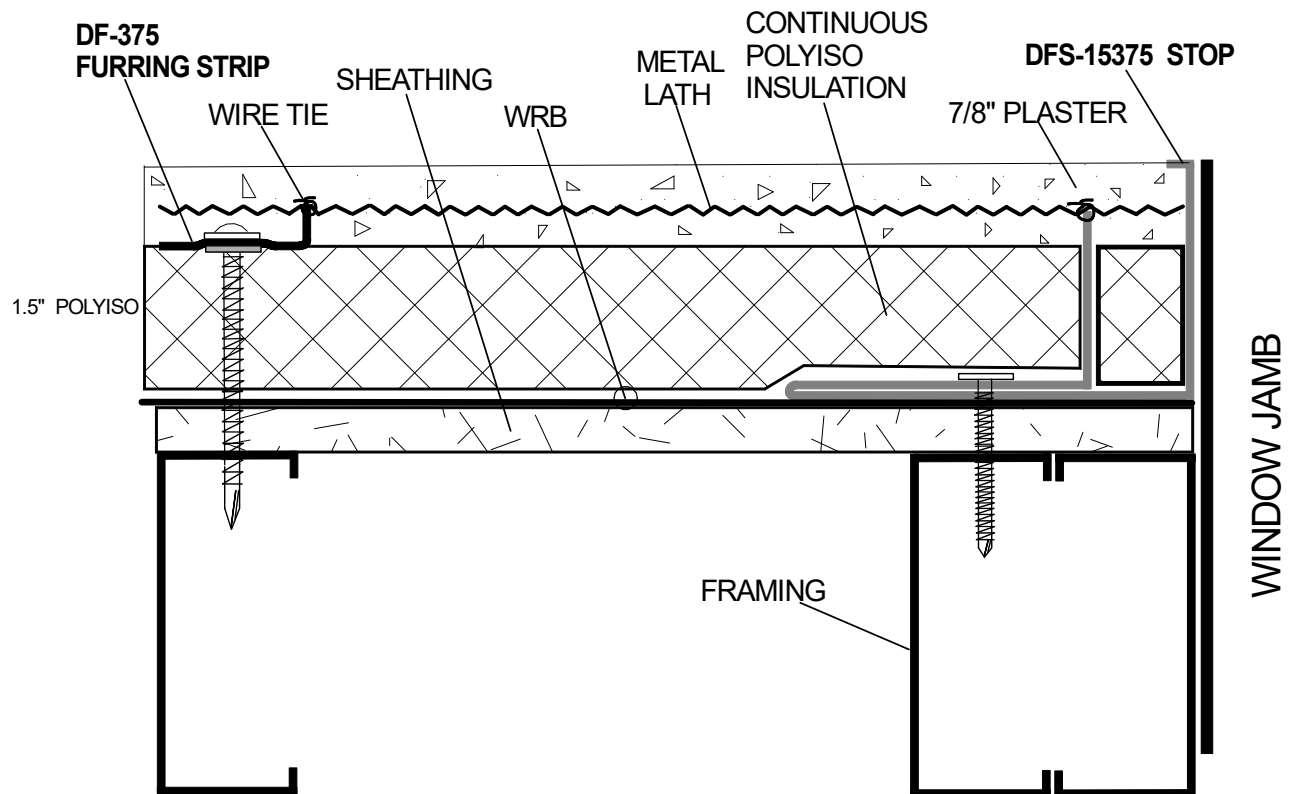 DF-375
FURRING STRIP
WIRE TIE
SHEATHING
WRB
METAL
LATH
CONTINUOUS
POLYISO
INSULATION
DFS-15375 STOP
7/8" PLASTER
1.5" POLYISO
WINDOW JAMB
FRAMING